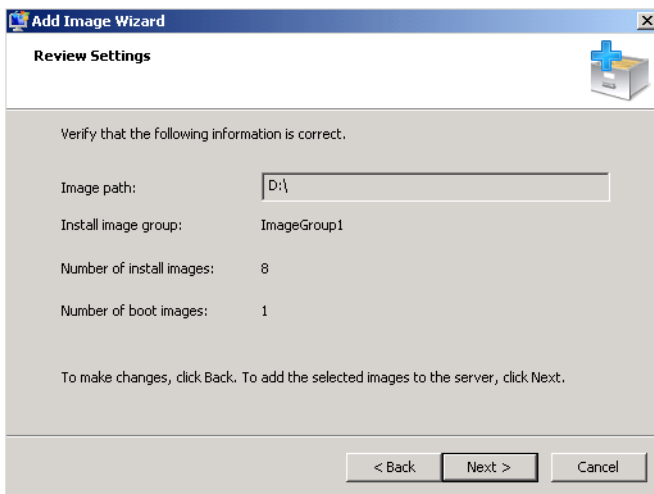 Add Image Wizard
Review Settings
Verify that the following information is correct.
Image path: D:\
Install image group: ImageGroup1
Number of install images: 8
Number of boot images: 1
To make changes, click Back. To add the selected images to the server, click Next.
< Back Next > Cancel